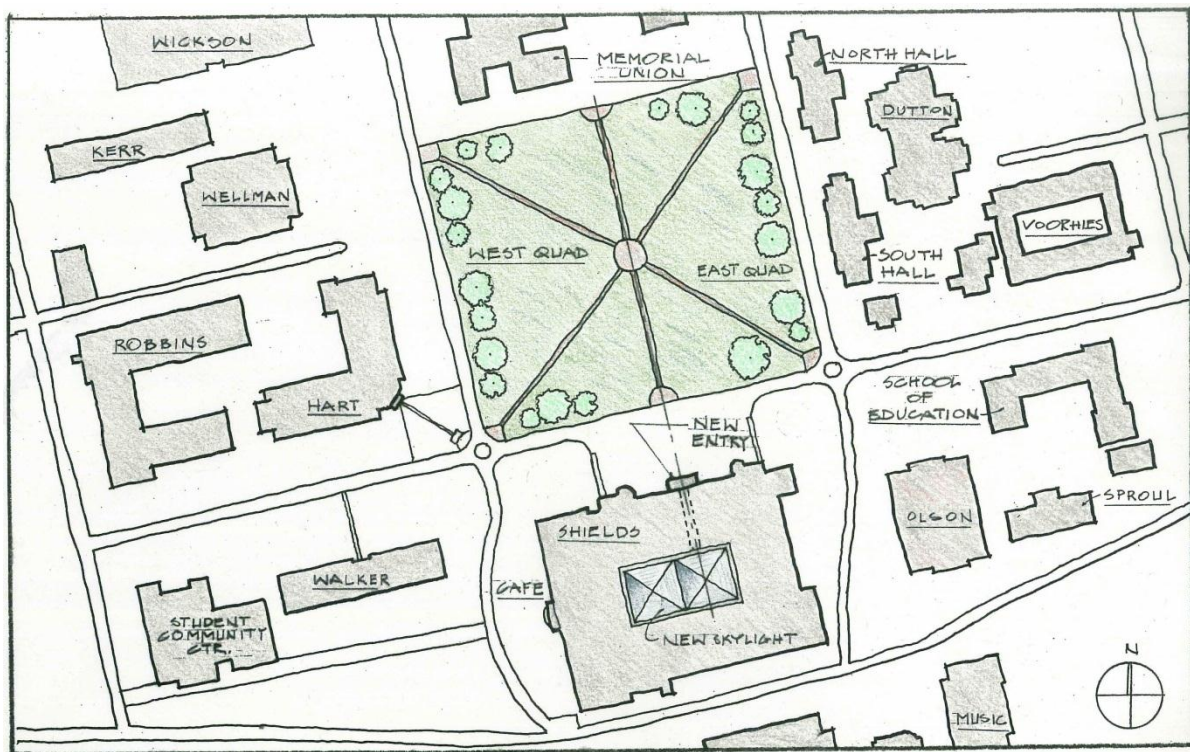 WICKSON
MEMORIAL
UNION
NORTH HALL
DUTTON
KERR
WELLMAN
VOORHIES
WEST QUAD
EAST QUAD
SOUTH
HALL
ROBBINS
HART
SCHOOL
OF
EDUCATION
NEW
ENTRY
SPROUL
OLSON
SHIELDS
WALKER
CAFE
STUDENT
COMMUNITY
CTR.
NEW SKYLIGHT
N
MUSIC